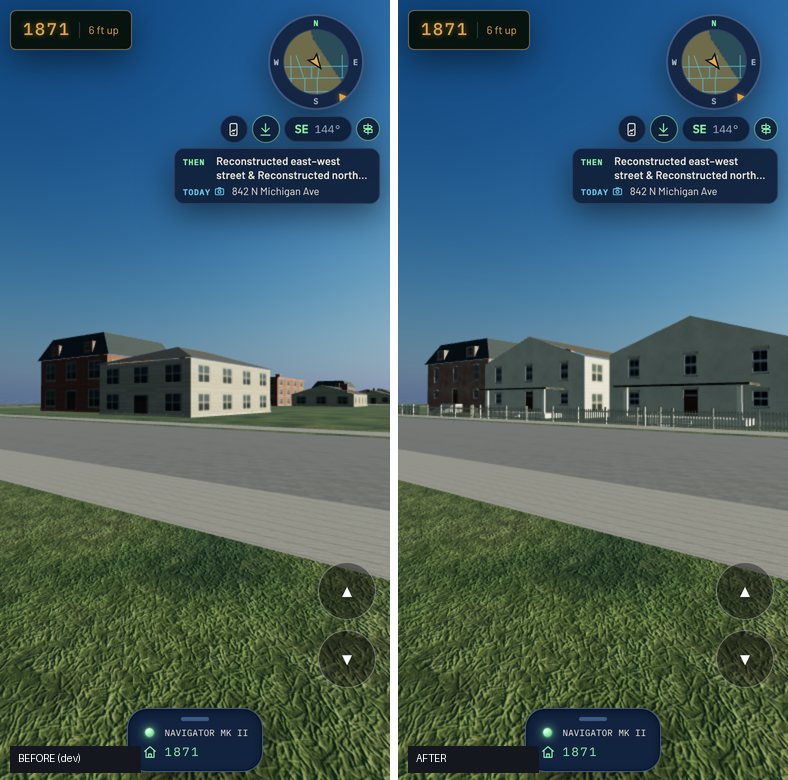 1871 6 ft up
N
W E
S
SE 144°
THEN Reconstructed east–west
street & Reconstructed north...
TODAY 842 N Michigan Ave
▲
▼
NAVIGATOR MK II
1871
BEFORE (dev)
1871 6 ft up
N
W E
S
SE 144°
THEN Reconstructed east–west
street & Reconstructed north...
TODAY 842 N Michigan Ave
▲
▼
NAVIGATOR MK II
1871
AFTER